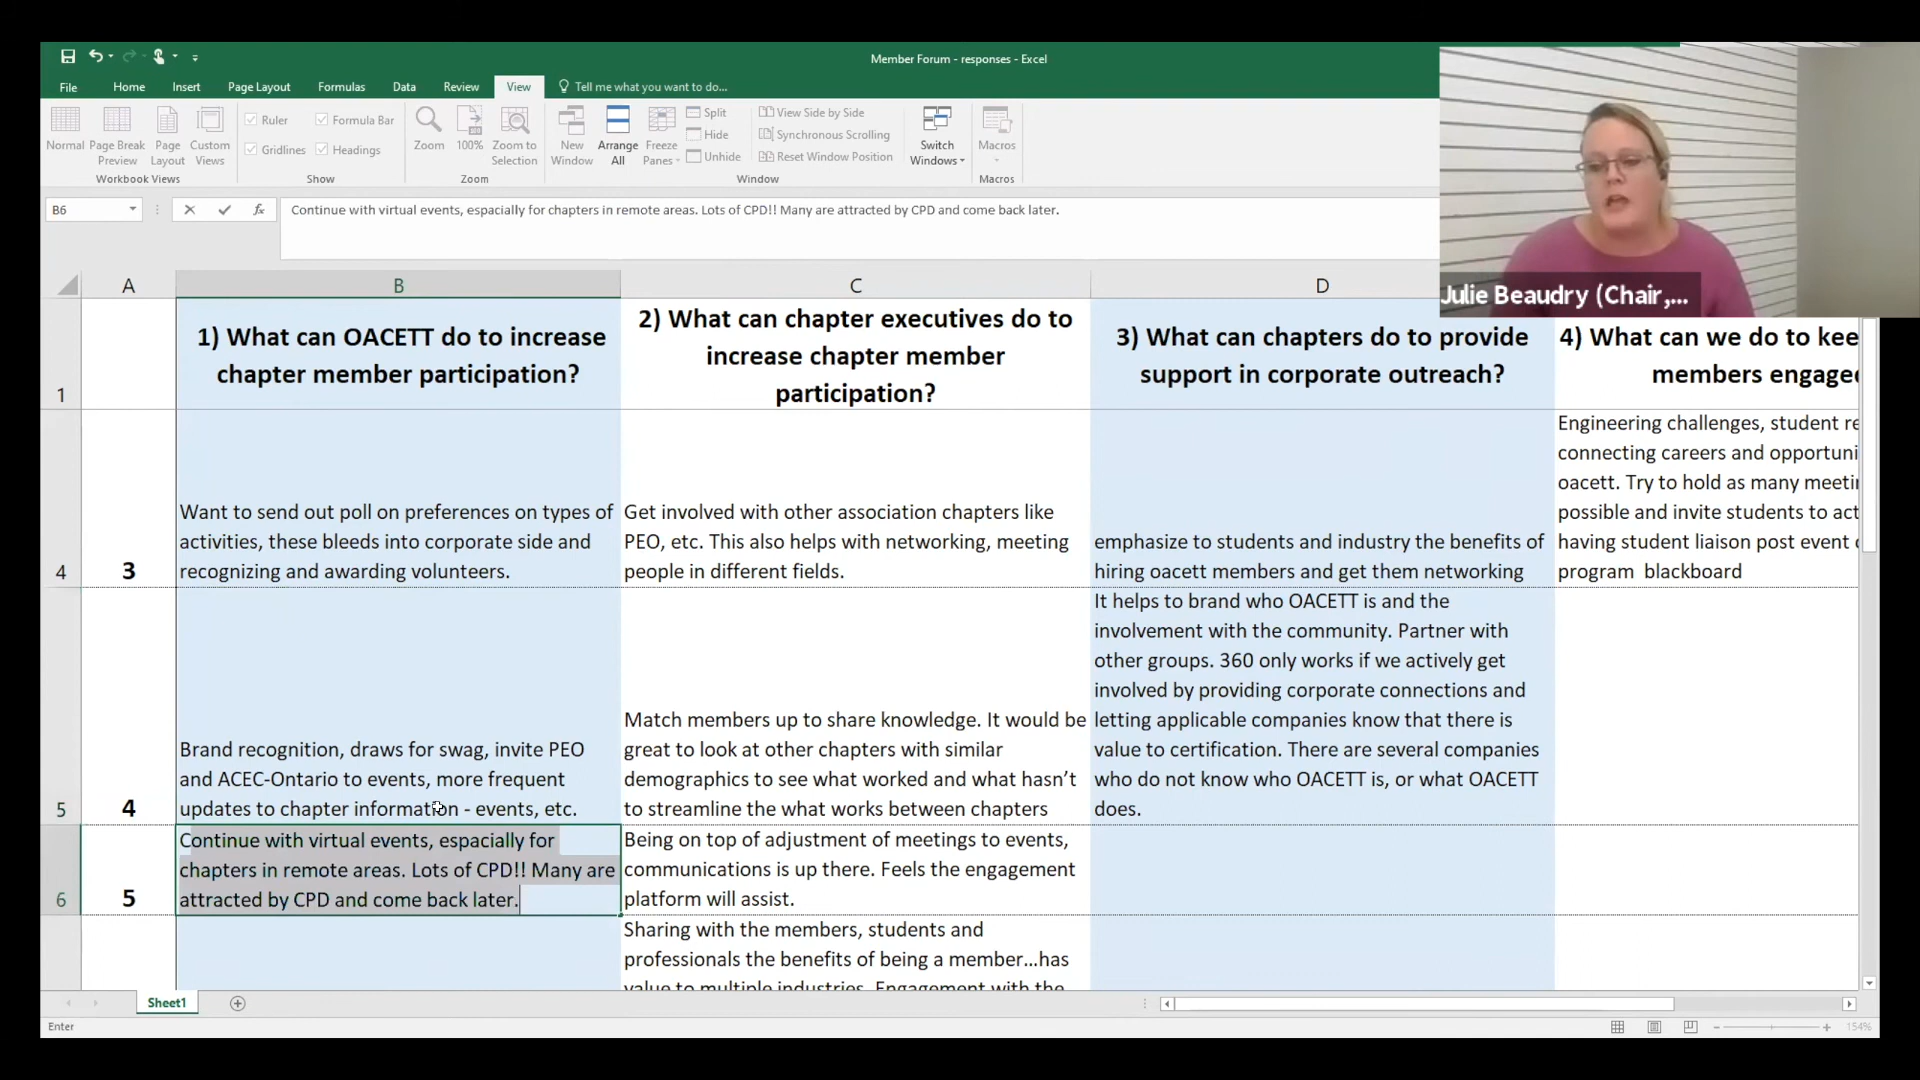 Member Forum - responses - Excel
File Home Insert Page Layout Formulas Data Review View Tell me what you want to do...
Normal Page Break Preview Page Layout Custom Views
Workbook Views
Ruler Formula Bar
Gridlines Headings
Show
Zoom 100% Zoom to Selection
Zoom
New Window Arrange All Freeze Panes
Split
Hide
Unhide
View Side by Side
Synchronous Scrolling
Reset Window Position
Switch Windows
Window
Macros
Macros
B6
fx
Continue with virtual events, espacially for chapters in remote areas. Lots of CPD!! Many are attracted by CPD and come back later.
Julie Beaudry (Chair,...
A B C D
1
1) What can OACETT do to increase
chapter member participation?
2) What can chapter executives do to
increase chapter member
participation?
3) What can chapters do to provide
support in corporate outreach?
4) What can we do to kee
members engage
4
3
Want to send out poll on preferences on types of
activities, these bleeds into corporate side and
recognizing and awarding volunteers.
Get involved with other association chapters like
PEO, etc. This also helps with networking, meeting
people in different fields.
emphasize to students and industry the benefits of
hiring oacett members and get them networking
Engineering challenges, student re
connecting careers and opportuni
oacett. Try to hold as many meetin
possible and invite students to act
having student liaison post event
program blackboard
5
4
Brand recognition, draws for swag, invite PEO
and ACEC-Ontario to events, more frequent
updates to chapter information - events, etc.
Match members up to share knowledge. It would be
great to look at other chapters with similar
demographics to see what worked and what hasn't
to streamline the what works between chapters
It helps to brand who OACETT is and the
involvement with the community. Partner with
other groups. 360 only works if we actively get
involved by providing corporate connections and
letting applicable companies know that there is
value to certification. There are several companies
who do not know who OACETT is, or what OACETT
does.
6
5
Continue with virtual events, espacially for
chapters in remote areas. Lots of CPD!! Many are
attracted by CPD and come back later.
Being on top of adjustment of meetings to events,
communications is up there. Feels the engagement
platform will assist.
Sharing with the members, students and
professionals the benefits of being a member...has
value to multiple industries. Engagement with the
Sheet1
Enter
154%